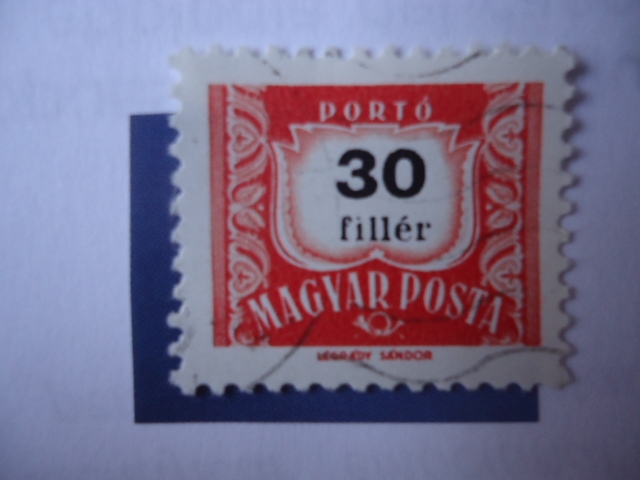 PORTÓ
30
fillér
MAGYAR POSTA
LÉGRÁDY SÁNDOR